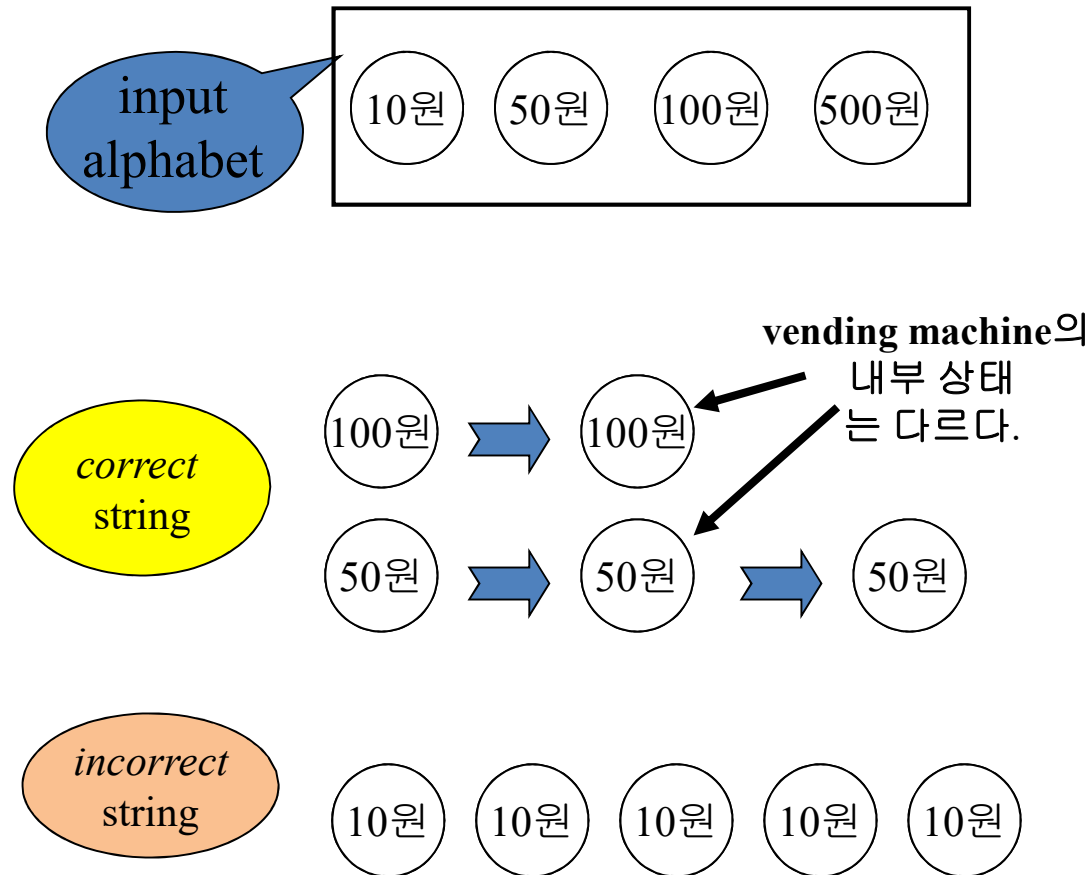 input
alphabet
10원 50원 100원 500원
vending machine의
내부 상태
는 다르다.
correct
string
100원 100원
50원 50원 50원
incorrect
string
10원 10원 10원 10원 10원